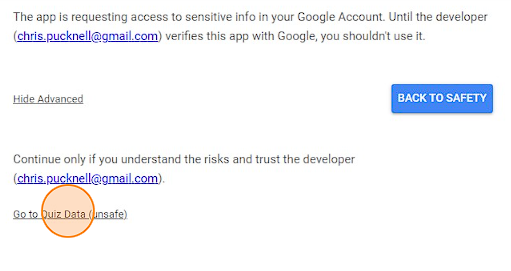 The app is requesting access to sensitive info in your Google Account. Until the developer
(chris.pucknell@gmail.com) verifies this app with Google, you shouldn't use it.
Hide Advanced
BACK TO SAFETY
Continue only if you understand the risks and trust the developer
(chris.pucknell@gmail.com).
Go to Quiz Data (unsafe)